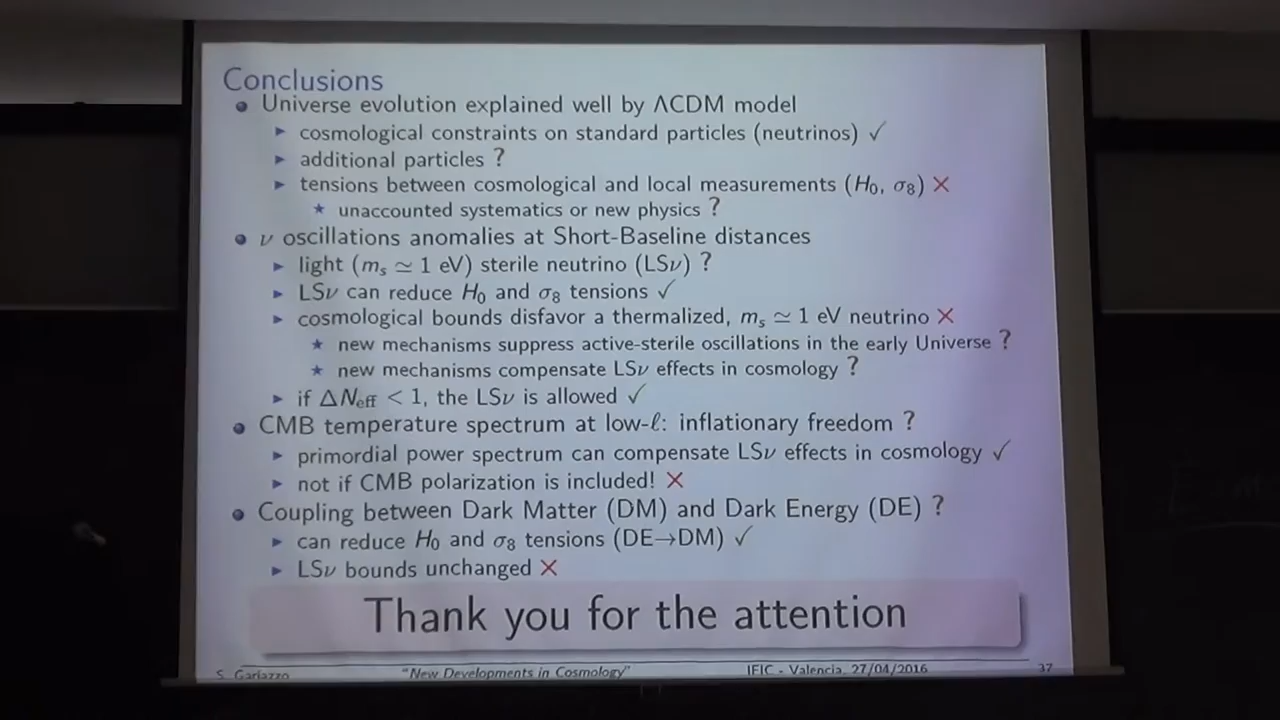 Conclusions
● Universe evolution explained well by ΛCDM model
► cosmological constraints on standard particles (neutrinos) ✓
► additional particles ?
► tensions between cosmological and local measurements (H₀, σ₈) ✕
★ unaccounted systematics or new physics ?
● ν oscillations anomalies at Short-Baseline distances
► light (mₛ ≃ 1 eV) sterile neutrino (LSν) ?
► LSν can reduce H₀ and σ₈ tensions ✓
► cosmological bounds disfavor a thermalized, mₛ ≃ 1 eV neutrino ✕
★ new mechanisms suppress active-sterile oscillations in the early Universe ?
★ new mechanisms compensate LSν effects in cosmology ?
► if ΔN_eff < 1, the LSν is allowed ✓
● CMB temperature spectrum at low-ℓ: inflationary freedom ?
► primordial power spectrum can compensate LSν effects in cosmology ✓
► not if CMB polarization is included! ✕
● Coupling between Dark Matter (DM) and Dark Energy (DE) ?
► can reduce H₀ and σ₈ tensions (DE→DM) ✓
► LSν bounds unchanged ✕
Thank you for the attention
S. Gariazzo "New Developments in Cosmology" IFIC - Valencia, 27/04/2016 37